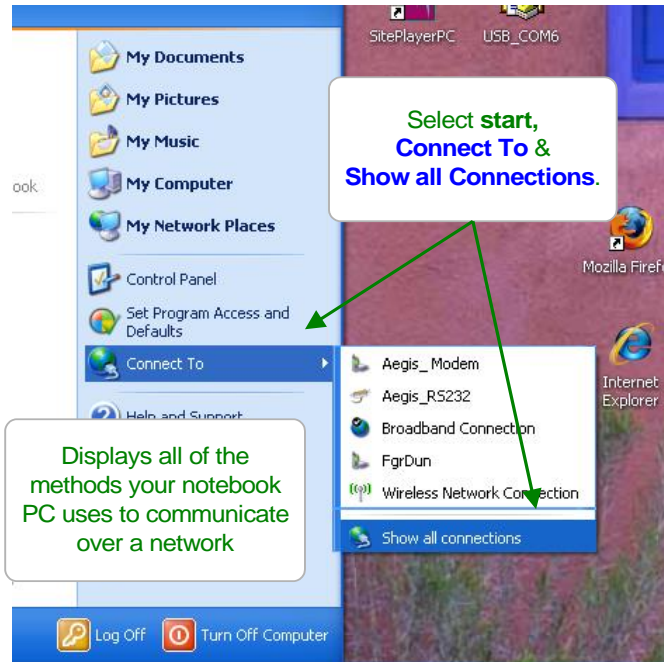 SitePlayerPC
USB_COM6
My Documents
My Pictures
My Music
ook
My Computer
My Network Places
Select start,
Connect To &
Show all Connections.
Mozilla Firef
Control Panel
Set Program Access and
Defaults
Connect To
Help and Support
Aegis_Modem
Aegis_RS232
Broadband Connection
FgrDun
Wireless Network Connection
Show all connections
Internet
Explorer
Displays all of the
methods your notebook
PC uses to communicate
over a network
Log Off
Turn Off Computer